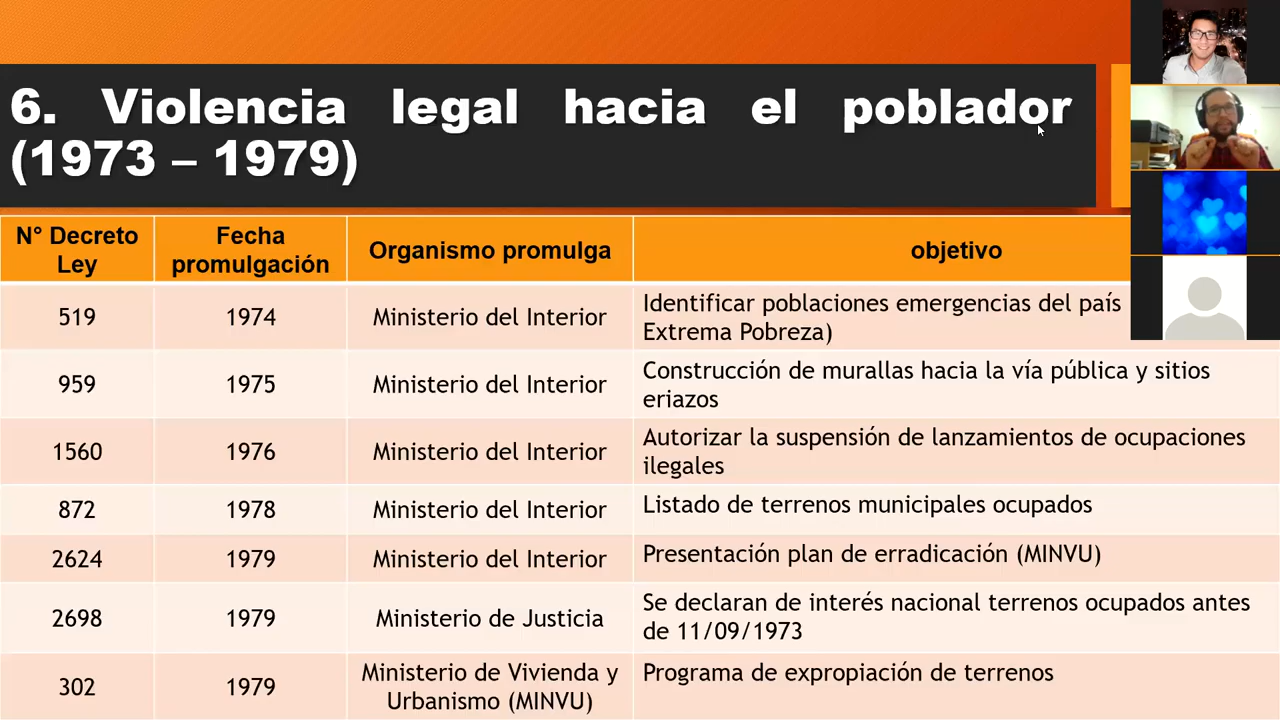 6. Violencia legal hacia el poblador
(1973 – 1979)
N° Decreto
Ley
Fecha
promulgación
Organismo promulga
objetivo
519
1974
Ministerio del Interior
Identificar poblaciones emergencias del país
Extrema Pobreza)
959
1975
Ministerio del Interior
Construcción de murallas hacia la vía pública y sitios
eriazos
1560
1976
Ministerio del Interior
Autorizar la suspensión de lanzamientos de ocupaciones
ilegales
872
1978
Ministerio del Interior
Listado de terrenos municipales ocupados
2624
1979
Ministerio del Interior
Presentación plan de erradicación (MINVU)
2698
1979
Ministerio de Justicia
Se declaran de interés nacional terrenos ocupados antes
de 11/09/1973
302
1979
Ministerio de Vivienda y
Urbanismo (MINVU)
Programa de expropiación de terrenos